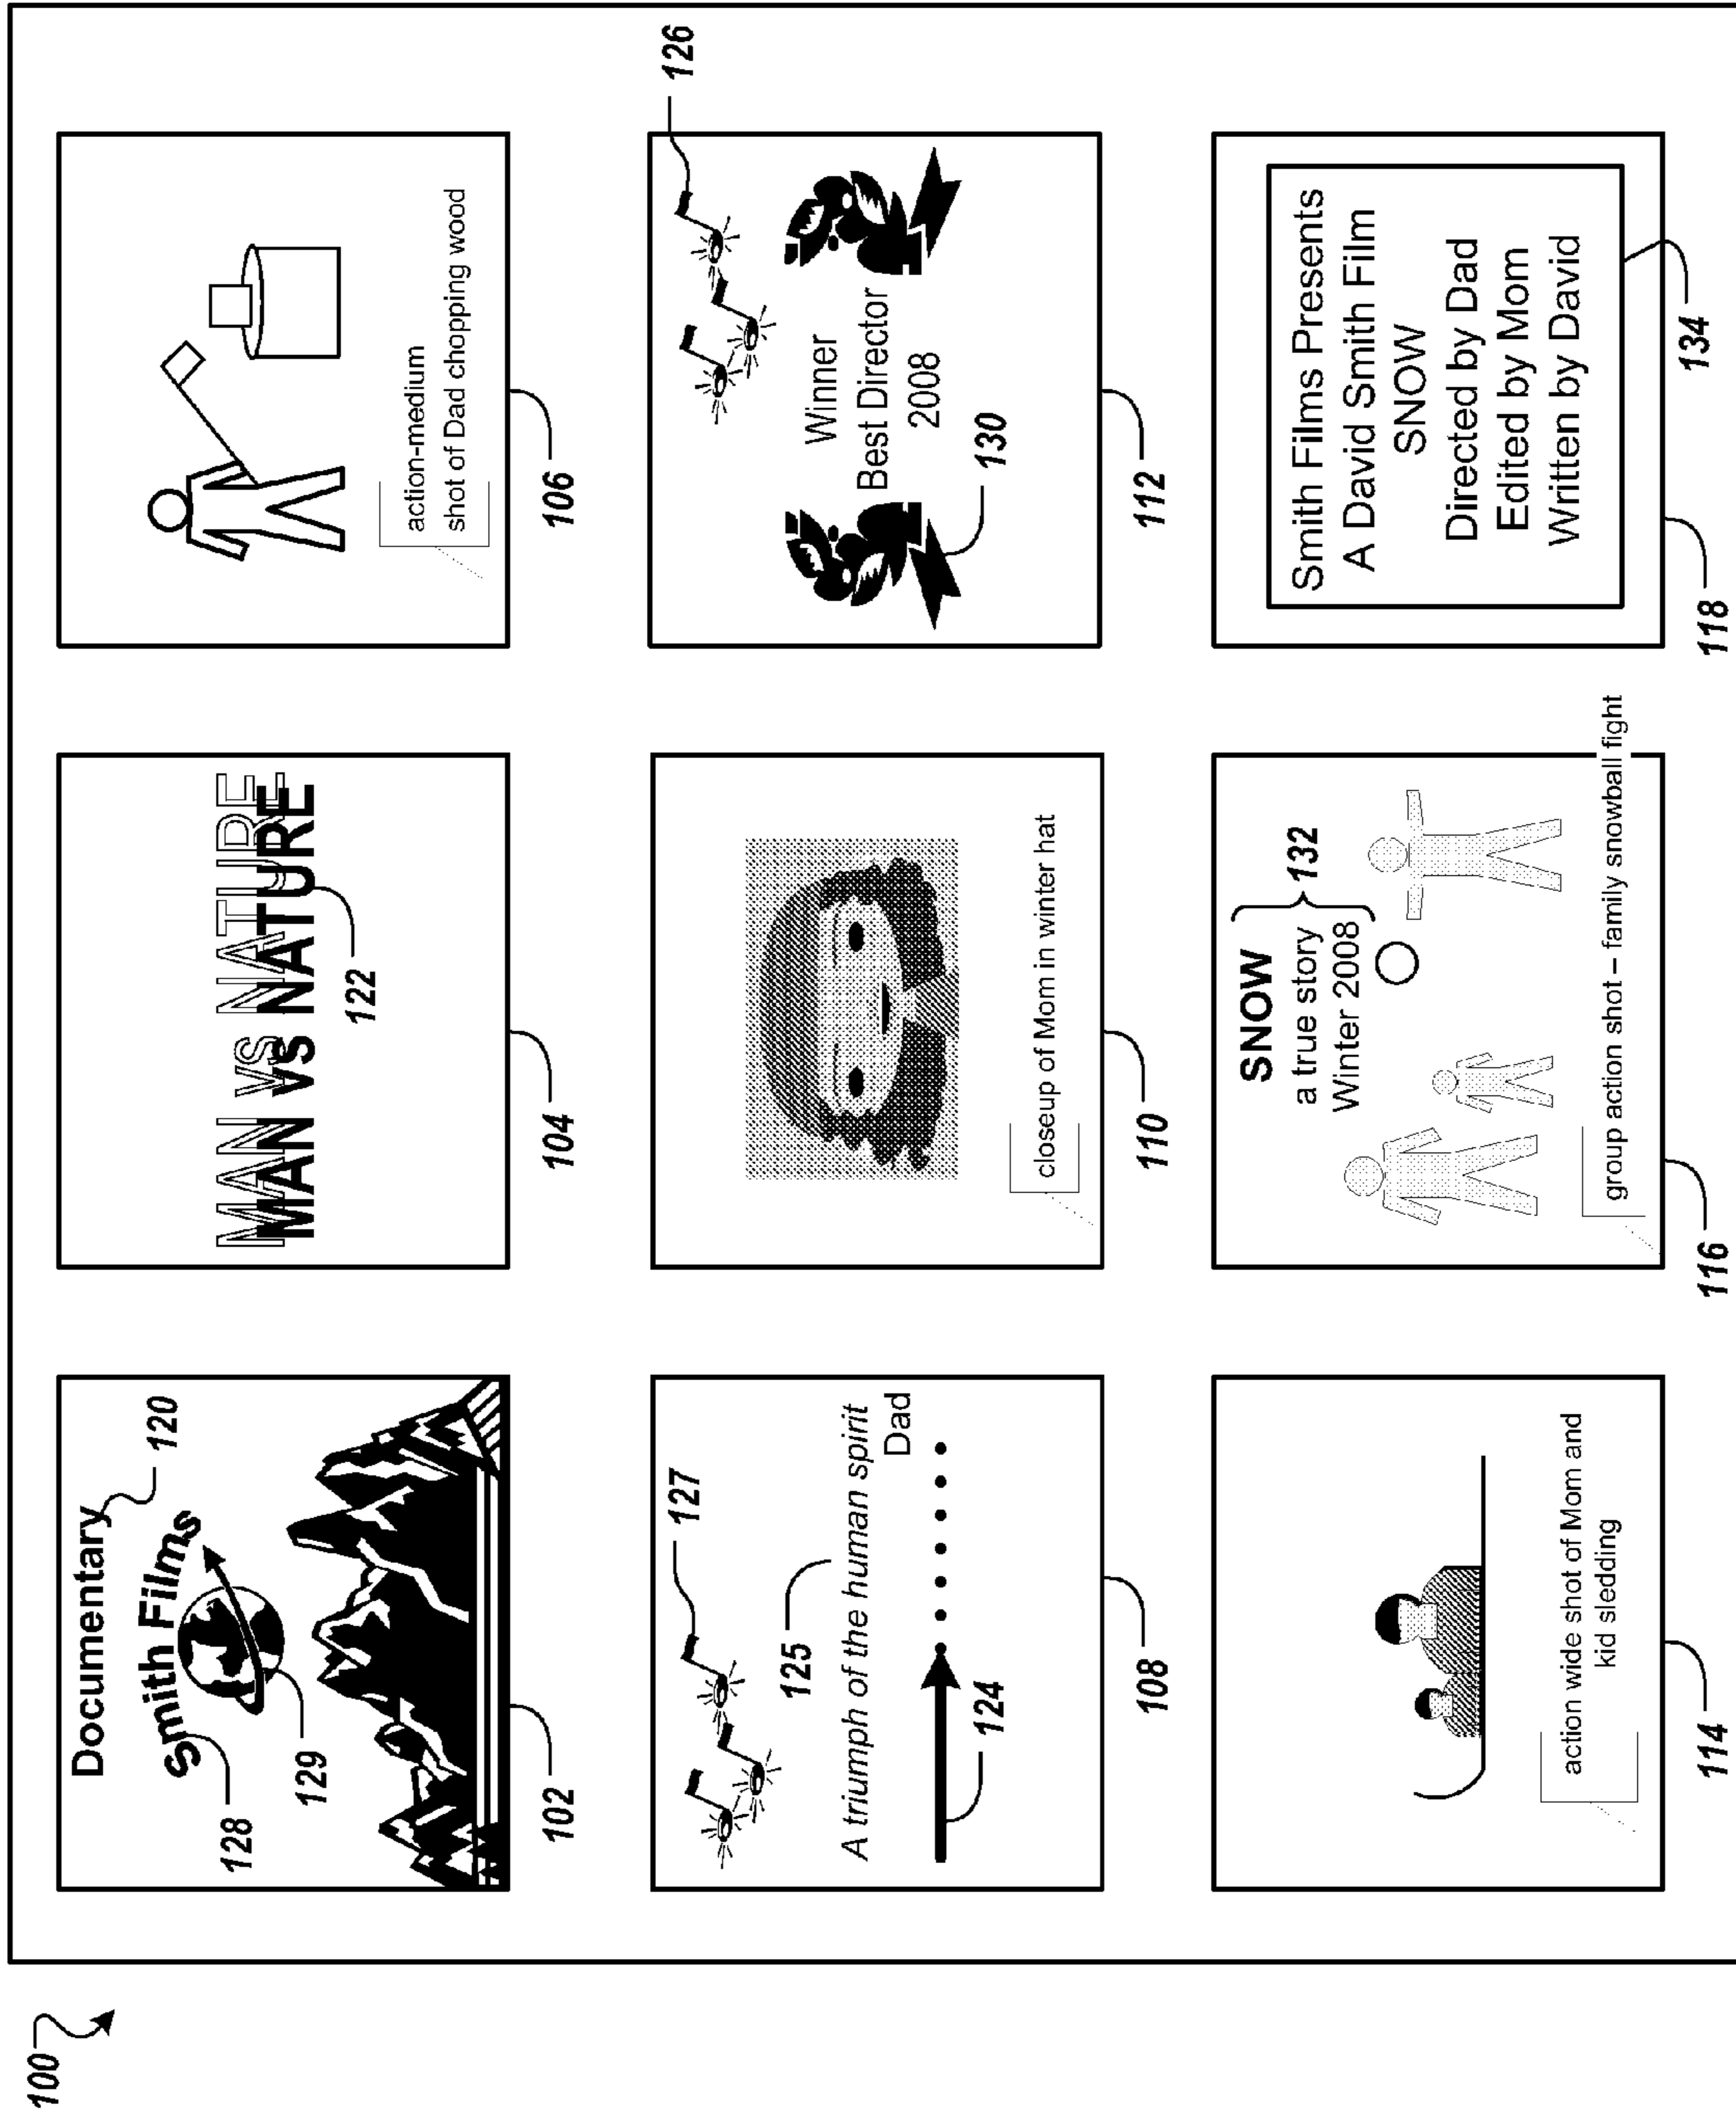 100
Documentary
120
Smith Films
128
129
102
MAN vs NATURE
MAN vs NATURE
122
104
action-medium
shot of Dad chopping wood
106
127
125
A triumph of the human spirit
Dad
124
108
closeup of Mom in winter hat
110
126
Winner
Best Director
2008
130
112
action wide shot of Mom and
kid sledding
114
SNOW
a true story
Winter 2008
132
group action shot – family snowball fight
116
Smith Films Presents
A David Smith Film
SNOW
Directed by Dad
Edited by Mom
Written by David
134
118